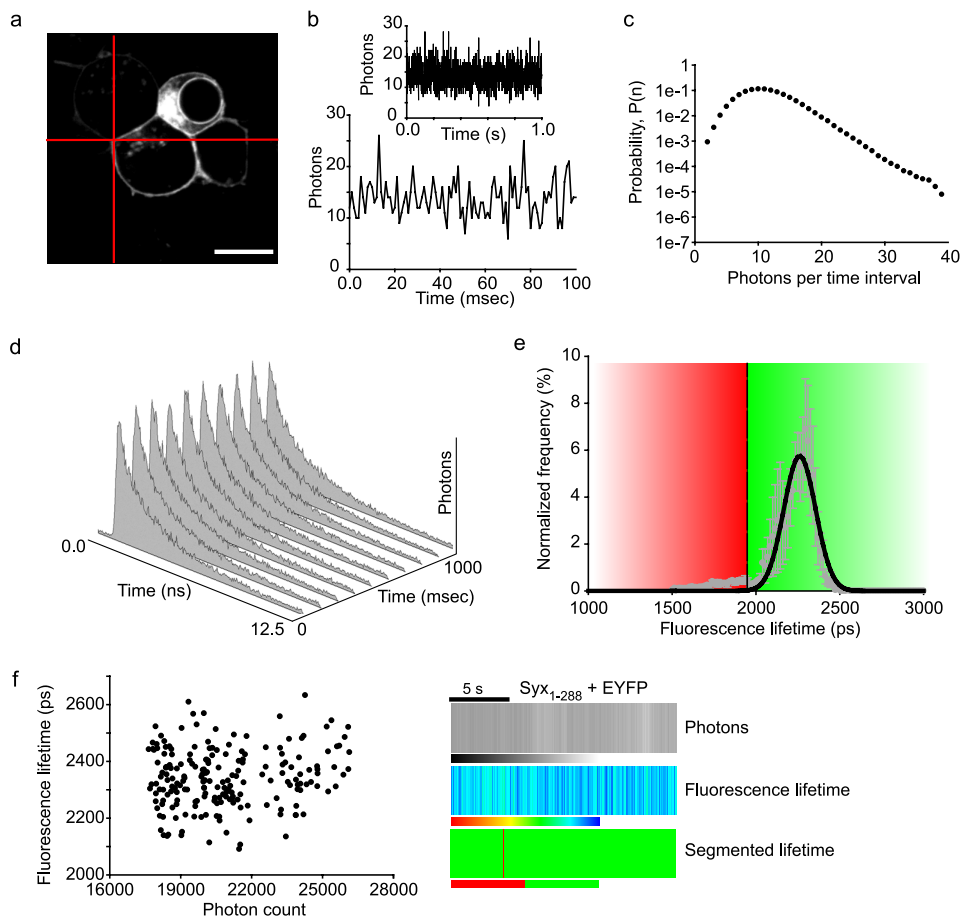 a
b
c
Photons
30
20
10
0
0.0
Time (s)
1.0
Photons
30
20
10
0
0.0
20
40
60
80
100
Time (msec)
Probability, P(n)
1
1e-1
1e-2
1e-3
1e-4
1e-5
1e-6
1e-7
0
10
20
30
40
Photons per time interval
d
Photons
0.0
Time (ns)
12.5
0
Time (msec)
1000
e
Normalized frequency (%)
10
8
6
4
2
0
1000
1500
2000
2500
3000
Fluorescence lifetime (ps)
f
Fluorescence lifetime (ps)
2600
2400
2200
2000
16000
19000
22000
25000
28000
Photon count
5 s
Syx1-288 + EYFP
Photons
Fluorescence lifetime
Segmented lifetime